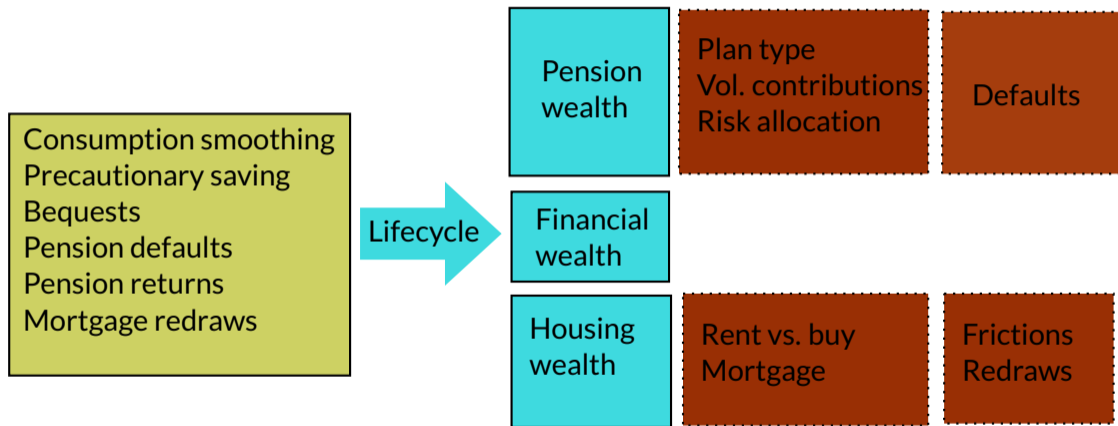 Consumption smoothing
Precautionary saving
Bequests
Pension defaults
Pension returns
Mortgage redraws
Lifecycle
Pension
wealth
Plan type
Vol. contributions
Risk allocation
Defaults
Financial
wealth
Housing
wealth
Rent vs. buy
Mortgage
Frictions
Redraws